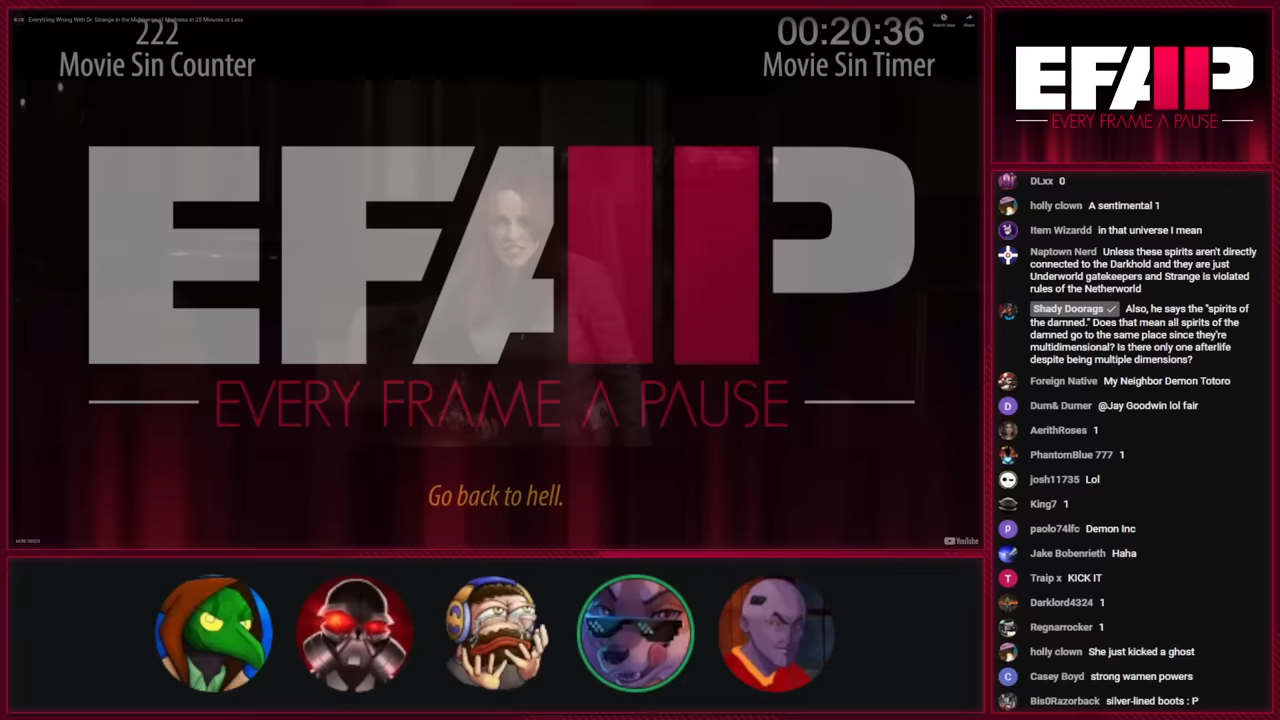 Everything Wrong With Dr. Strange in the Multiverse of Madness in 25 Minutes or Less
Watch later
Share
222
Movie Sin Counter
00:20:36
Movie Sin Timer
EFAP
EVERY FRAME A PAUSE
Go back to hell.
MORE VIDEOS
YouTube
EFAP
EVERY FRAME A PAUSE
DLxx 0
holly clown A sentimental 1
Item Wizardd in that universe I mean
Naptown Nerd Unless these spirits aren't directly
connected to the Darkhold and they are just
Underworld gatekeepers and Strange is violated
rules of the Netherworld
Shady Doorags ✓ Also, he says the "spirits of
the damned." Does that mean all spirits of the
damned go to the same place since they're
multidimensional? Is there only one afterlife
despite being multiple dimensions?
Foreign Native My Neighbor Demon Totoro
D Dum& Dumer @Jay Goodwin lol fair
AerithRoses 1
PhantomBlue 777 1
josh11735 Lol
King7 1
P paolo74lfc Demon Inc
Jake Bobenrieth Haha
T Traip x KICK IT
Darklord4324 1
Regnarrocker 1
holly clown She just kicked a ghost
C Casey Boyd strong wamen powers
Bis0Razorback silver-lined boots : P